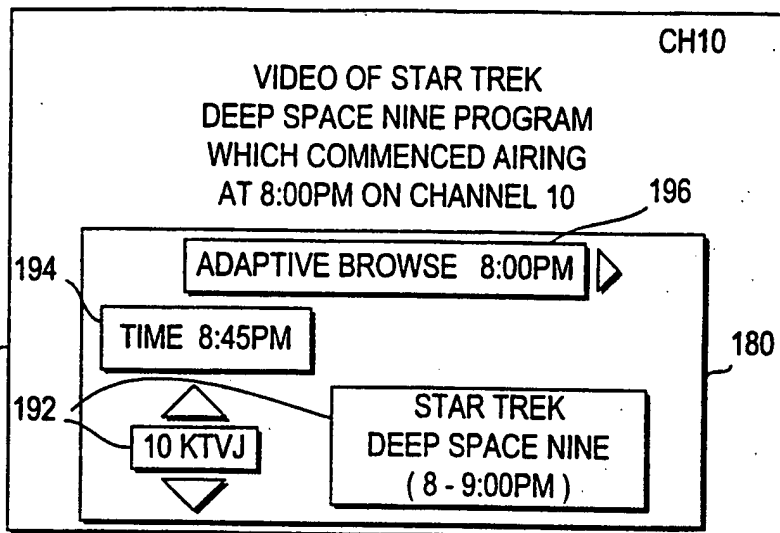 CH10
VIDEO OF STAR TREK
DEEP SPACE NINE PROGRAM
WHICH COMMENCED AIRING
AT 8:00PM ON CHANNEL 10
196
ADAPTIVE BROWSE 8:00PM
194
TIME 8:45PM
180
192
10 KTVJ
STAR TREK
DEEP SPACE NINE
( 8 - 9:00PM )